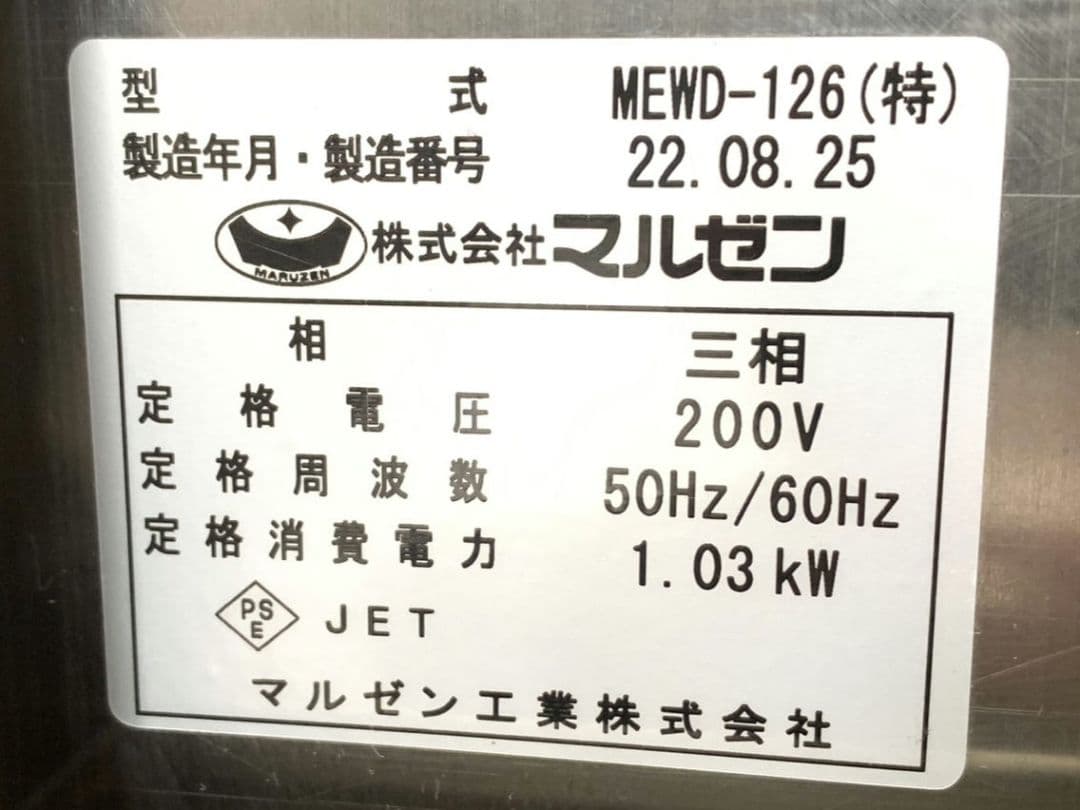 型式 MEWD-126(特)
製造年月・製造番号 22.08.25
MARUZEN 株式会社マルゼン
相 三相
定格電圧 200V
定格周波数 50Hz/60Hz
定格消費電力 1.03kW
PSE JET
マルゼン工業株式会社